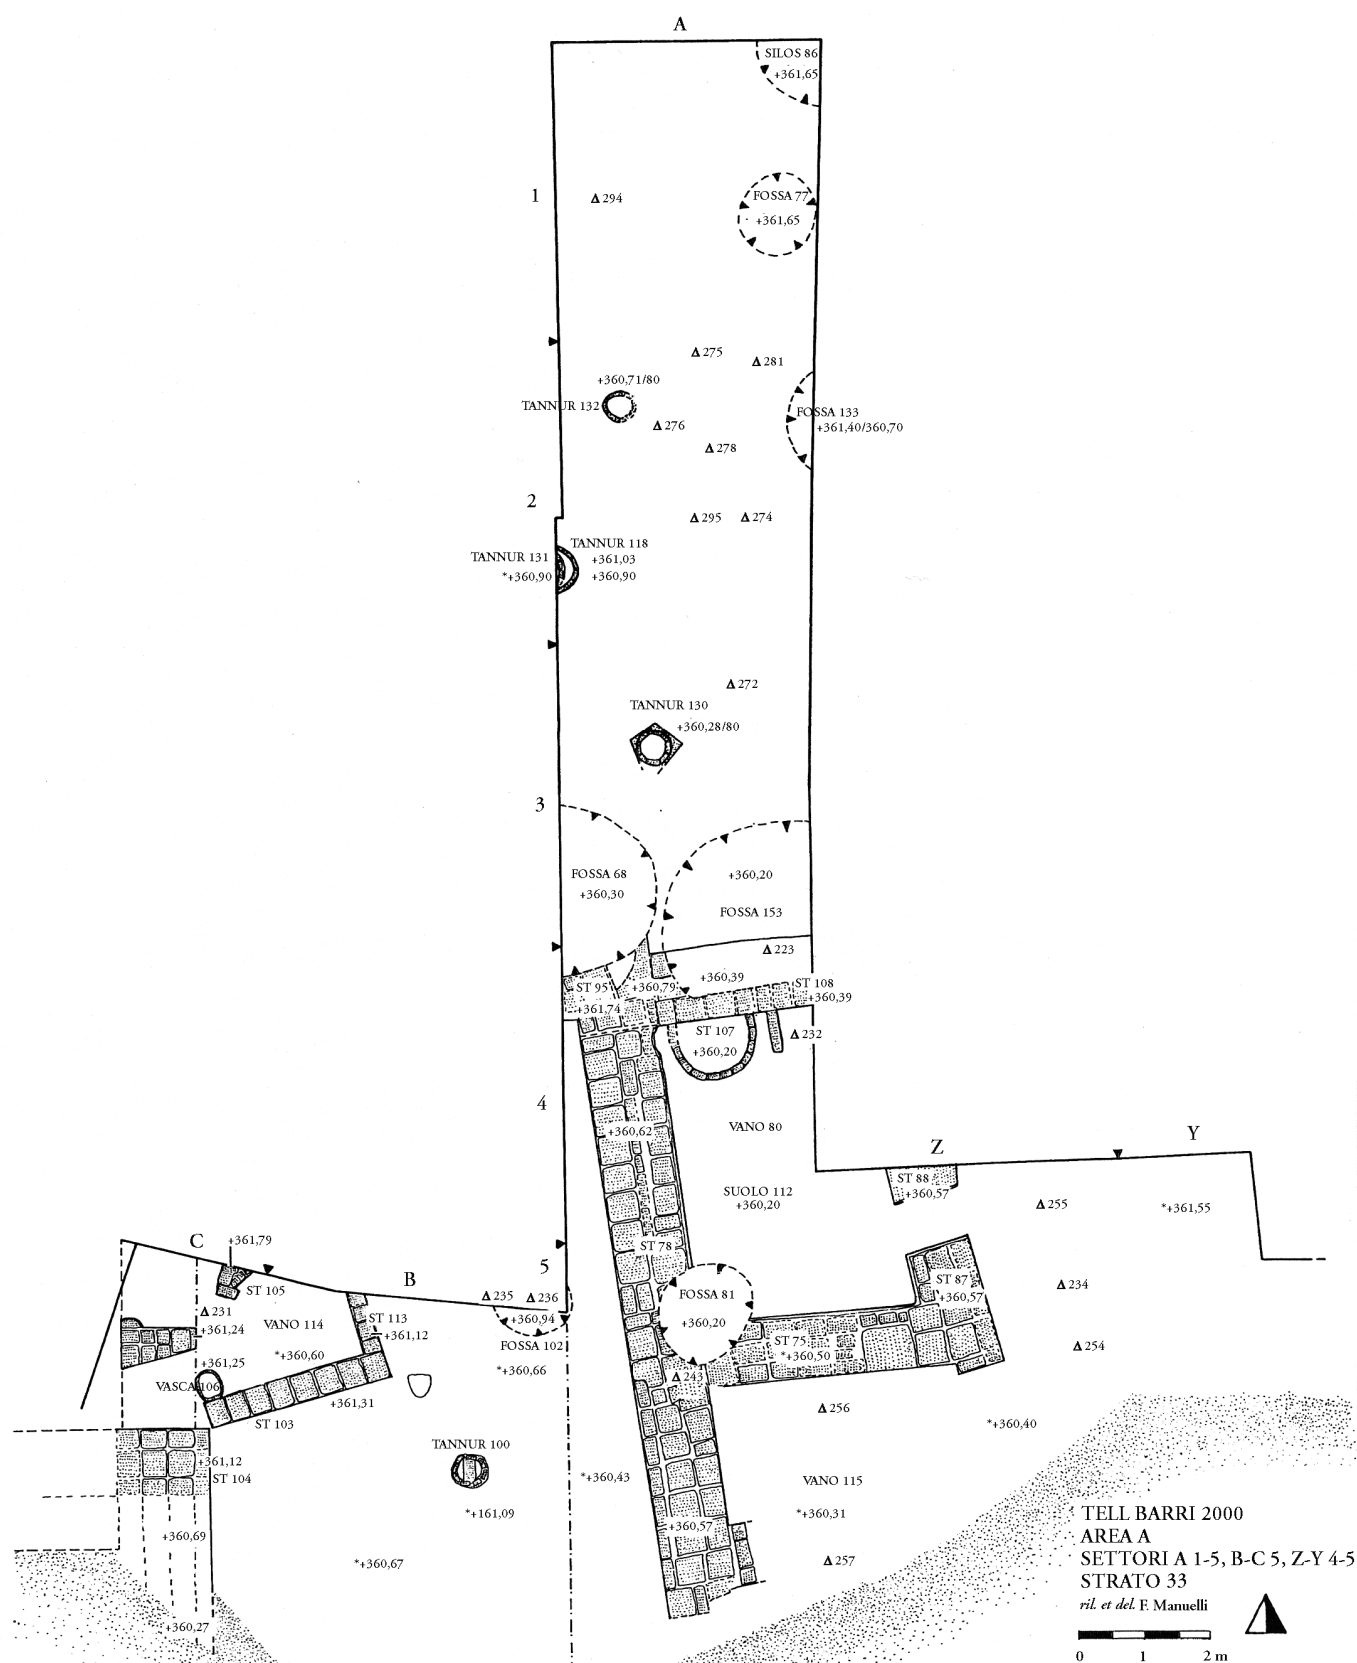 A
SILOS 86
+361,65
1
Δ 294
FOSSA 77
+361,65
Δ 275
Δ 281
+360,71/80
TANNUR 132
FOSSA 133
Δ 276
+361,40/360,70
Δ 278
2
Δ 295
Δ 274
TANNUR 118
TANNUR 131
+361,03
*+360,90
+360,90
Δ 272
TANNUR 130
+360,28/80
3
FOSSA 68
+360,20
+360,30
FOSSA 153
Δ 223
+360,39
ST 95
+360,79
ST 108
+360,39
+361,74
ST 107
Δ 232
+360,20
4
VANO 80
+360,62
Z
Y
ST 88
SUOLO 112
+360,57
+360,20
Δ 255
*+361,55
C
+361,79
ST 78
5
B
ST 105
ST 87
Δ 234
FOSSA 81
+360,57
Δ 235
Δ 236
Δ 231
ST 113
+360,94
VANO 114
+361,24
+361,12
+360,20
FOSSA 102
ST 75
*+360,50
Δ 254
*+360,60
+361,25
*+360,66
Δ 243
VASCA 106
+361,31
Δ 256
ST 103
*+360,40
TANNUR 100
+361,12
ST 104
*+360,43
VANO 115
*+161,09
*+360,31
+360,57
+360,69
*+360,67
Δ 257
+360,27
TELL BARRI 2000
AREA A
SETTORI A 1-5, B-C 5, Z-Y 4-5
STRATO 33
ril. et del. F. Manuelli
0 1 2 m